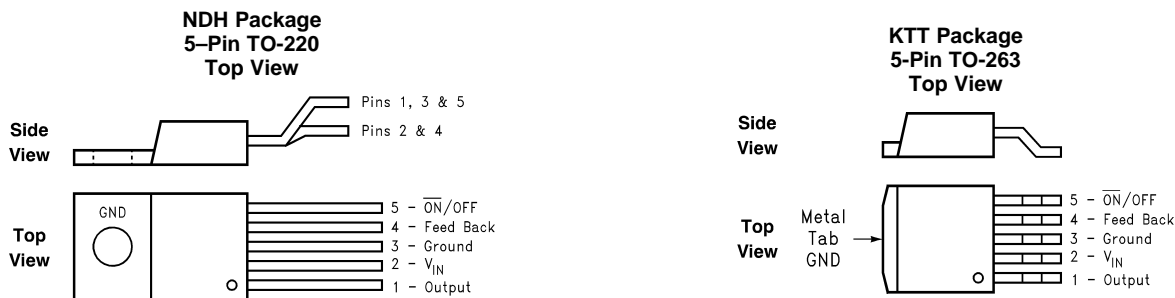 NDH Package
5–Pin TO-220
Top View
Side
View
Pins 1, 3 & 5
Pins 2 & 4
Top
View
GND
5 – O̅N̅/OFF
4 – Feed Back
3 – Ground
2 – VIN
1 – Output
KTT Package
5-Pin TO-263
Top View
Side
View
Top
View
Metal
Tab
GND
5 – O̅N̅/OFF
4 – Feed Back
3 – Ground
2 – VIN
1 – Output